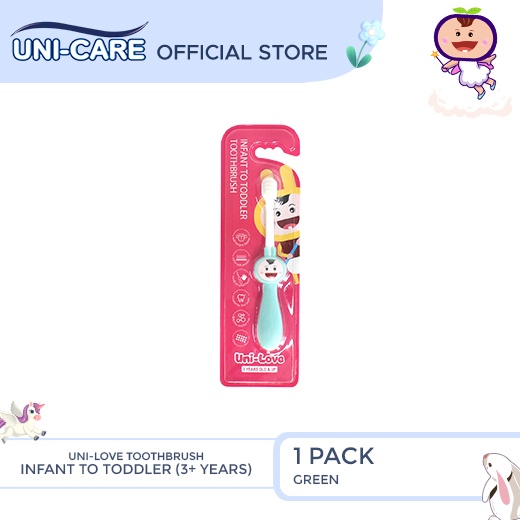 UNI-CARE OFFICIAL STORE
INFANT TO TODDLER
TOOTHBRUSH
Uni-Love
3 YEARS OLD & UP
UNI-LOVE TOOTHBRUSH
INFANT TO TODDLER (3+ YEARS)
1 PACK
GREEN